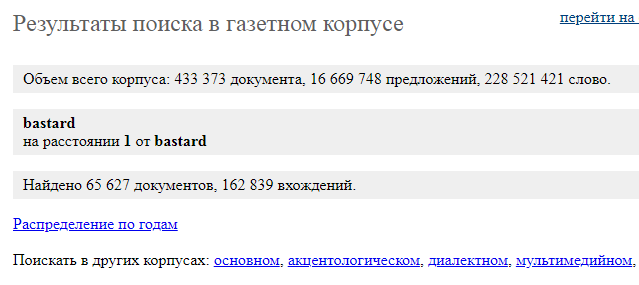 Результаты поиска в газетном корпусе
перейти на
Объем всего корпуса: 433 373 документа, 16 669 748 предложений, 228 521 421 слово.
bastard
на расстоянии 1 от bastard
Найдено 65 627 документов, 162 839 вхождений.
Распределение по годам
Поискать в других корпусах: основном, акцентологическом, диалектном, мультимедийном,